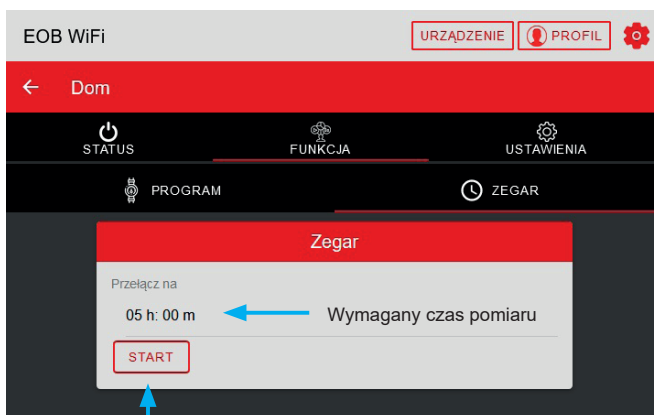 EOB WiFi URZĄDZENIE PROFIL
← Dom
STATUS FUNKCJA USTAWIENIA
PROGRAM ZEGAR
Zegar
Przełącz na
05 h: 00 m Wymagany czas pomiaru
START